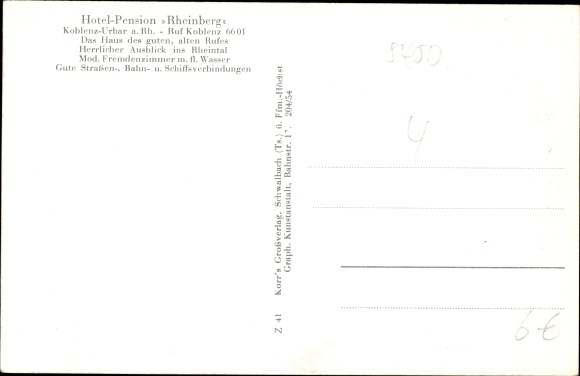 Hotel-Pension »Rheinberg«
Koblenz-Urbar a. Rh. - Ruf Koblenz 6601
Das Haus des guten, alten Rufes
Herrlicher Ausblick ins Rheintal
Mod. Fremdenzimmer m. fl. Wasser
Gute Straßen-, Bahn- u. Schiffsverbindungen
Z 41 Korr's Großverlag, Schwalbach (Ts.) ü. Ffm.-Höchst
Graph. Kunstanstalt, Bahnstr. 17. 204/54
5400
4
6 €